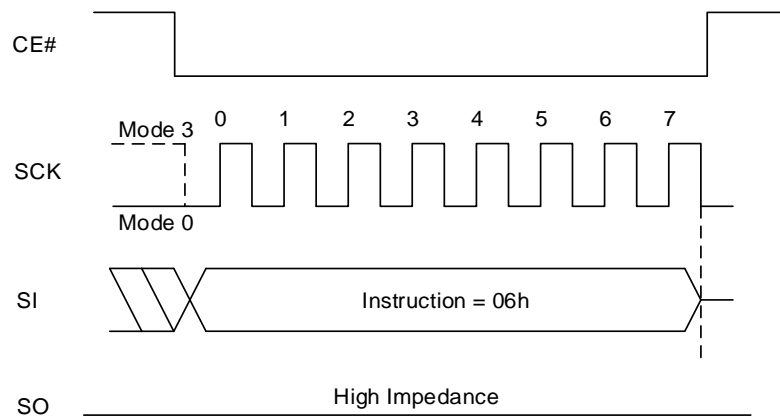 CE#
Mode 3
0 1 2 3 4 5 6 7
SCK
Mode 0
SI
Instruction = 06h
SO
High Impedance